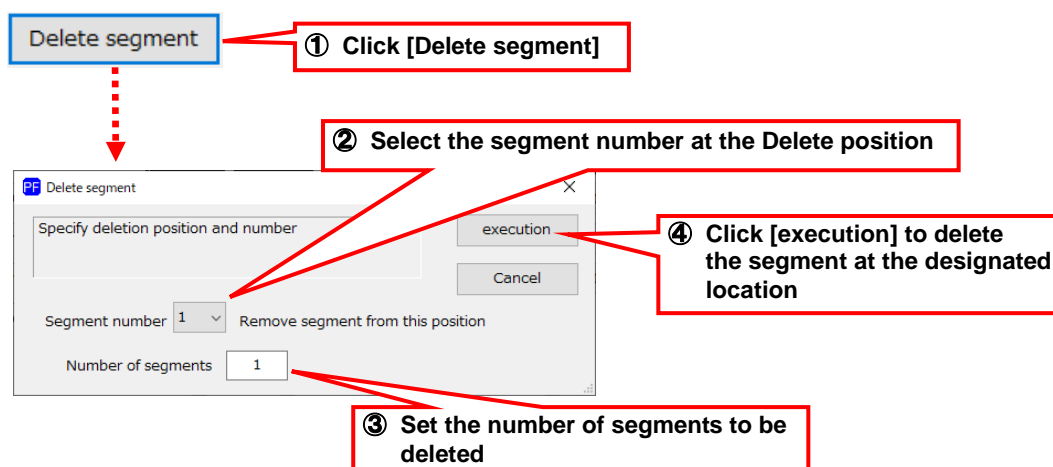 Delete segment
① Click [Delete segment]
② Select the segment number at the Delete position
PF Delete segment
Specify deletion position and number
execution
Cancel
④ Click [execution] to delete
the segment at the designated
location
Segment number 1 Remove segment from this position
Number of segments 1
③ Set the number of segments to be
deleted